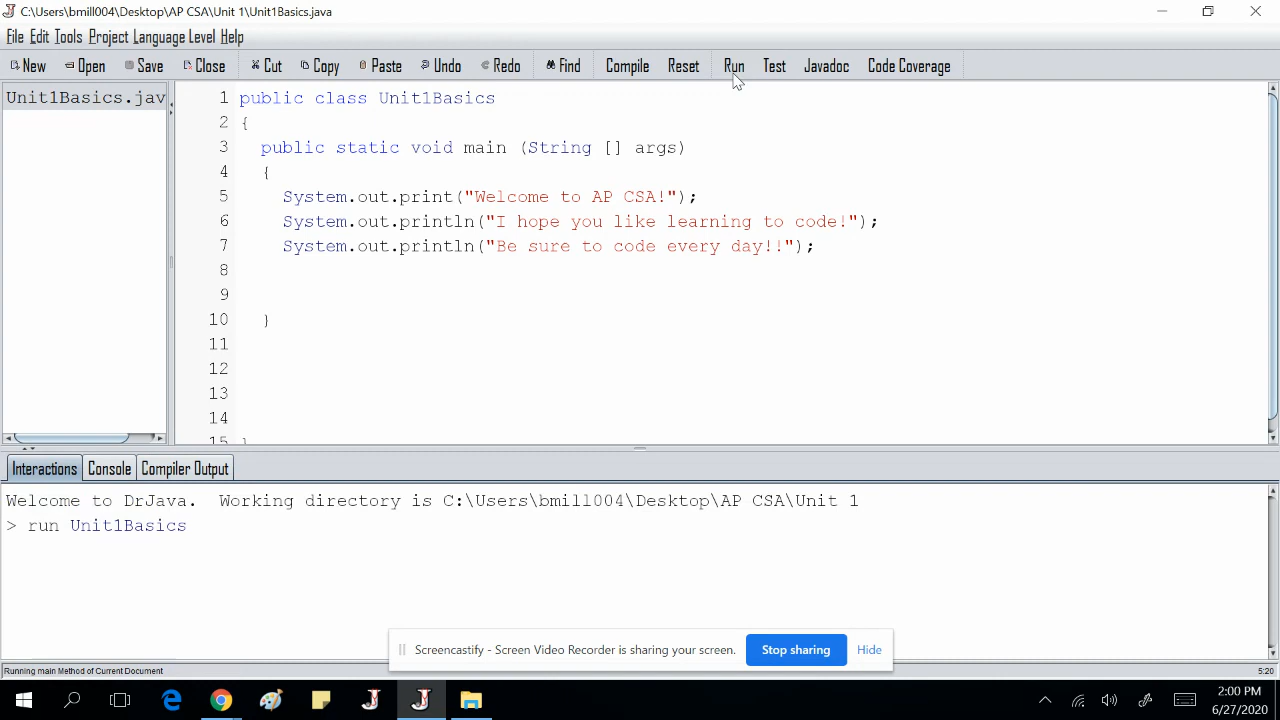 C:\Users\bmill004\Desktop\AP CSA\Unit 1\Unit1Basics.java
File Edit Tools Project Language Level Help
New Open Save Close Cut Copy Paste Undo Redo Find Compile Reset Run Test Javadoc Code Coverage
Unit1Basics.jav
1 public class Unit1Basics
2 {
3 public static void main (String [] args)
4 {
5 System.out.print("Welcome to AP CSA!");
6 System.out.println("I hope you like learning to code!");
7 System.out.println("Be sure to code every day!!");
8
9
10 }
11
12
13
14
15 }
Interactions Console Compiler Output
Welcome to DrJava. Working directory is C:\Users\bmill004\Desktop\AP CSA\Unit 1
> run Unit1Basics
Screencastify - Screen Video Recorder is sharing your screen. Stop sharing Hide
Running main Method of Current Document 5:20
2:00 PM
6/27/2020